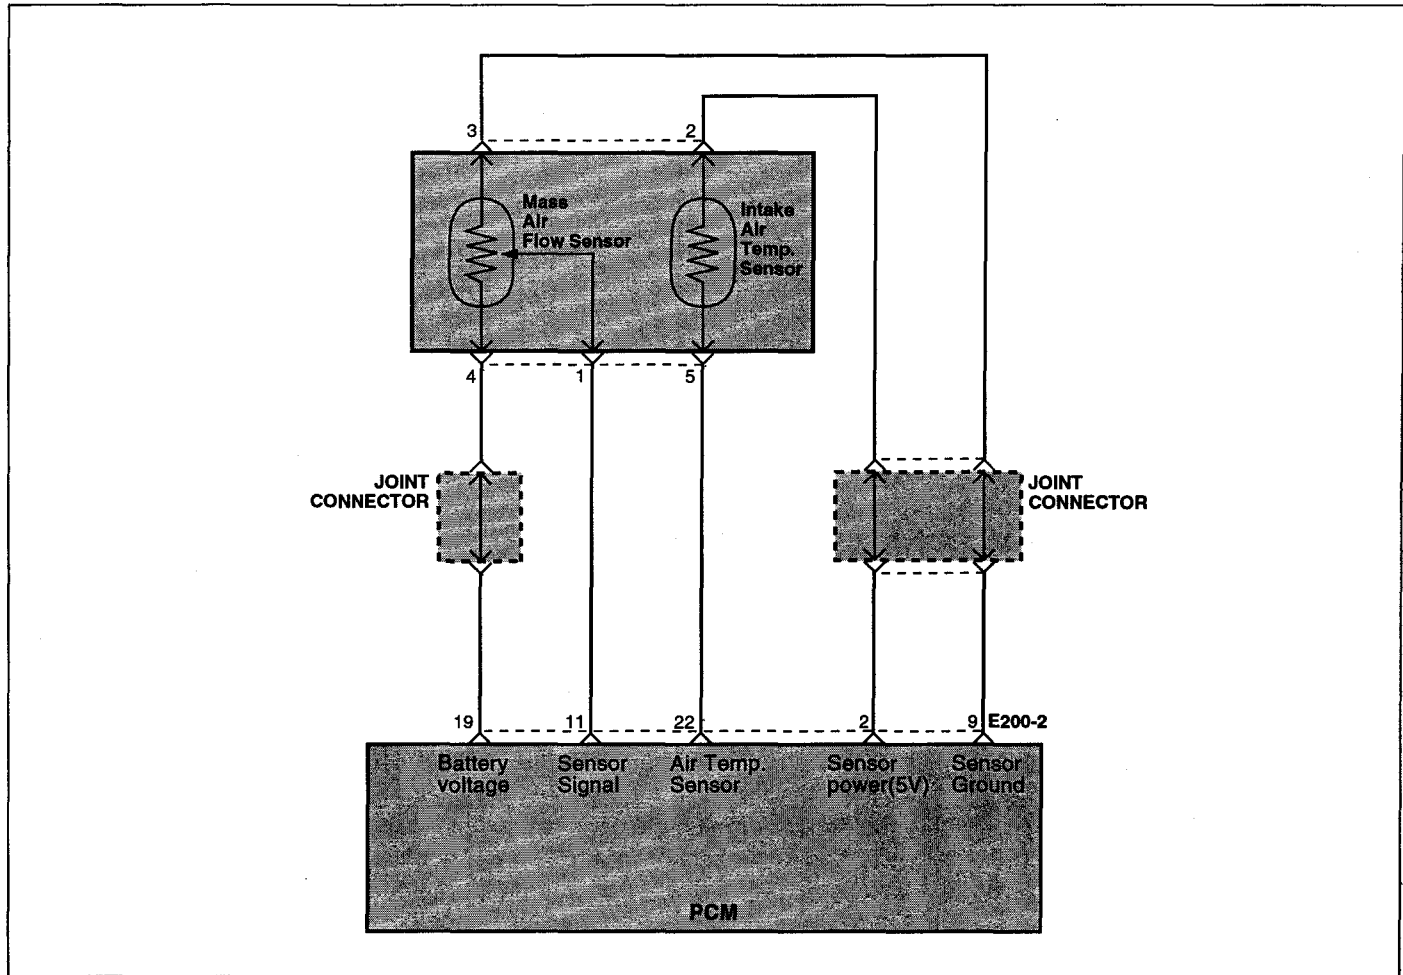 3
2
Mass
Air
Flow Sensor
Intake
Air
Temp.
Sensor
4
1
5
JOINT
CONNECTOR
JOINT
CONNECTOR
19
11
22
2
9
E200-2
Battery
voltage
Sensor
Signal
Air Temp.
Sensor
Sensor
power(5V)
Sensor
Ground
PCM